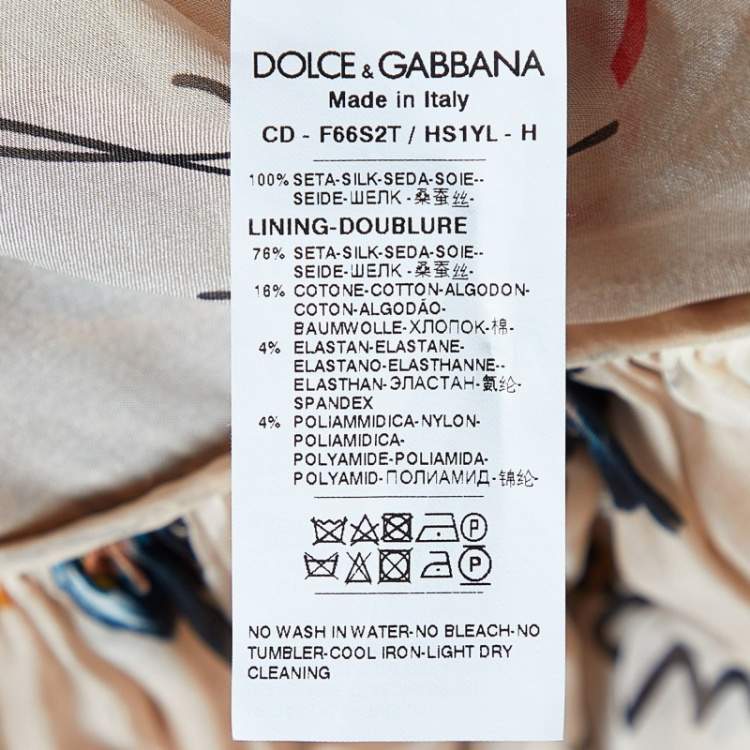 DOLCE & GABBANA
Made in Italy
CD - F66S2T / HS1YL - H
100% SETA-SILK-SEDA-SOIE--
SEIDE-ШЕЛК -桑蚕丝-
LINING-DOUBLURE
76% SETA-SILK-SEDA-SOIE--
SEIDE-ШЕЛК -桑蚕丝-
16% COTONE-COTTON-ALGODON-
COTON-ALGODÃO-
BAUMWOLLE-ХЛОПОК-棉-
4% ELASTAN-ELASTANE-
ELASTANO-ELASTHANNE--
ELASTHAN-ЭЛАСТАН-氨纶-
SPANDEX
4% POLIAMMIDICA-NYLON-
POLIAMIDICA-
POLYAMIDE-POLIAMIDA-
POLYAMID-ПОЛИАМИД-锦纶-
P
P
NO WASH IN WATER-NO BLEACH-NO
TUMBLER-COOL IRON-LIGHT DRY
CLEANING